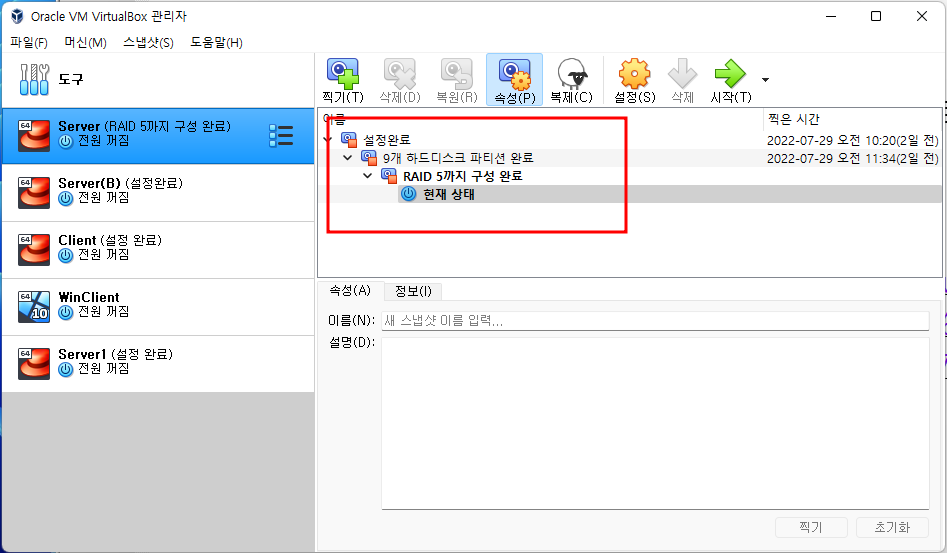 Oracle VM VirtualBox 관리자
파일(F) 머신(M) 스냅샷(S) 도움말(H)
도구
Server (RAID 5까지 구성 완료)
전원 꺼짐
Server(B) (설정완료)
전원 꺼짐
Client (설정 완료)
전원 꺼짐
WinClient
전원 꺼짐
Server1 (설정 완료)
전원 꺼짐
64
64
64
64
10
64
찍기(T) 삭제(D) 복원(R) 속성(P) 복제(C) 설정(S) 삭제 시작(T)
이름 찍은 시간
설정완료 2022-07-29 오전 10:20(2일 전)
9개 하드디스크 파티션 완료 2022-07-29 오전 11:34(2일 전)
RAID 5까지 구성 완료
현재 상태
속성(A) 정보(I)
이름(N): 새 스냅샷 이름 입력...
설명(D):
찍기 초기화